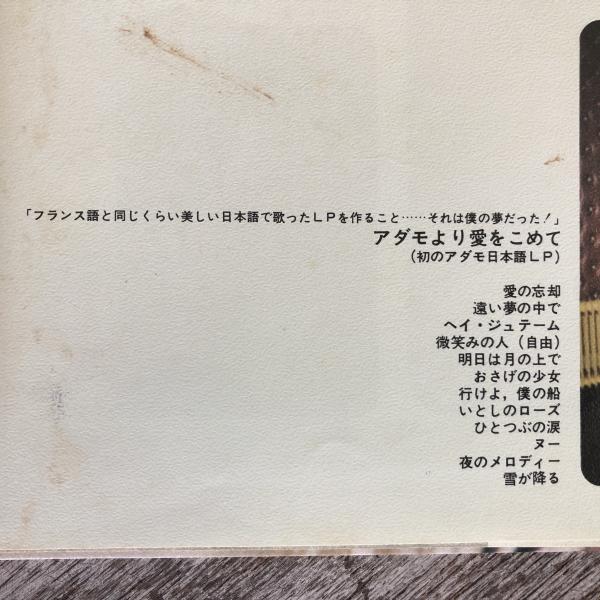 「フランス語と同じくらい美しい日本語で歌ったLPを作ること……それは僕の夢だった！」
アダモより愛をこめて
(初のアダモ日本語LP)
愛の忘却
遠い夢の中で
ヘイ・ジュテーム
微笑みの人（自由）
明日は月の上で
おさげの少女
行けよ，僕の船
いとしのローズ
ひとつぶの涙
ヌー
夜のメロディー
雪が降る